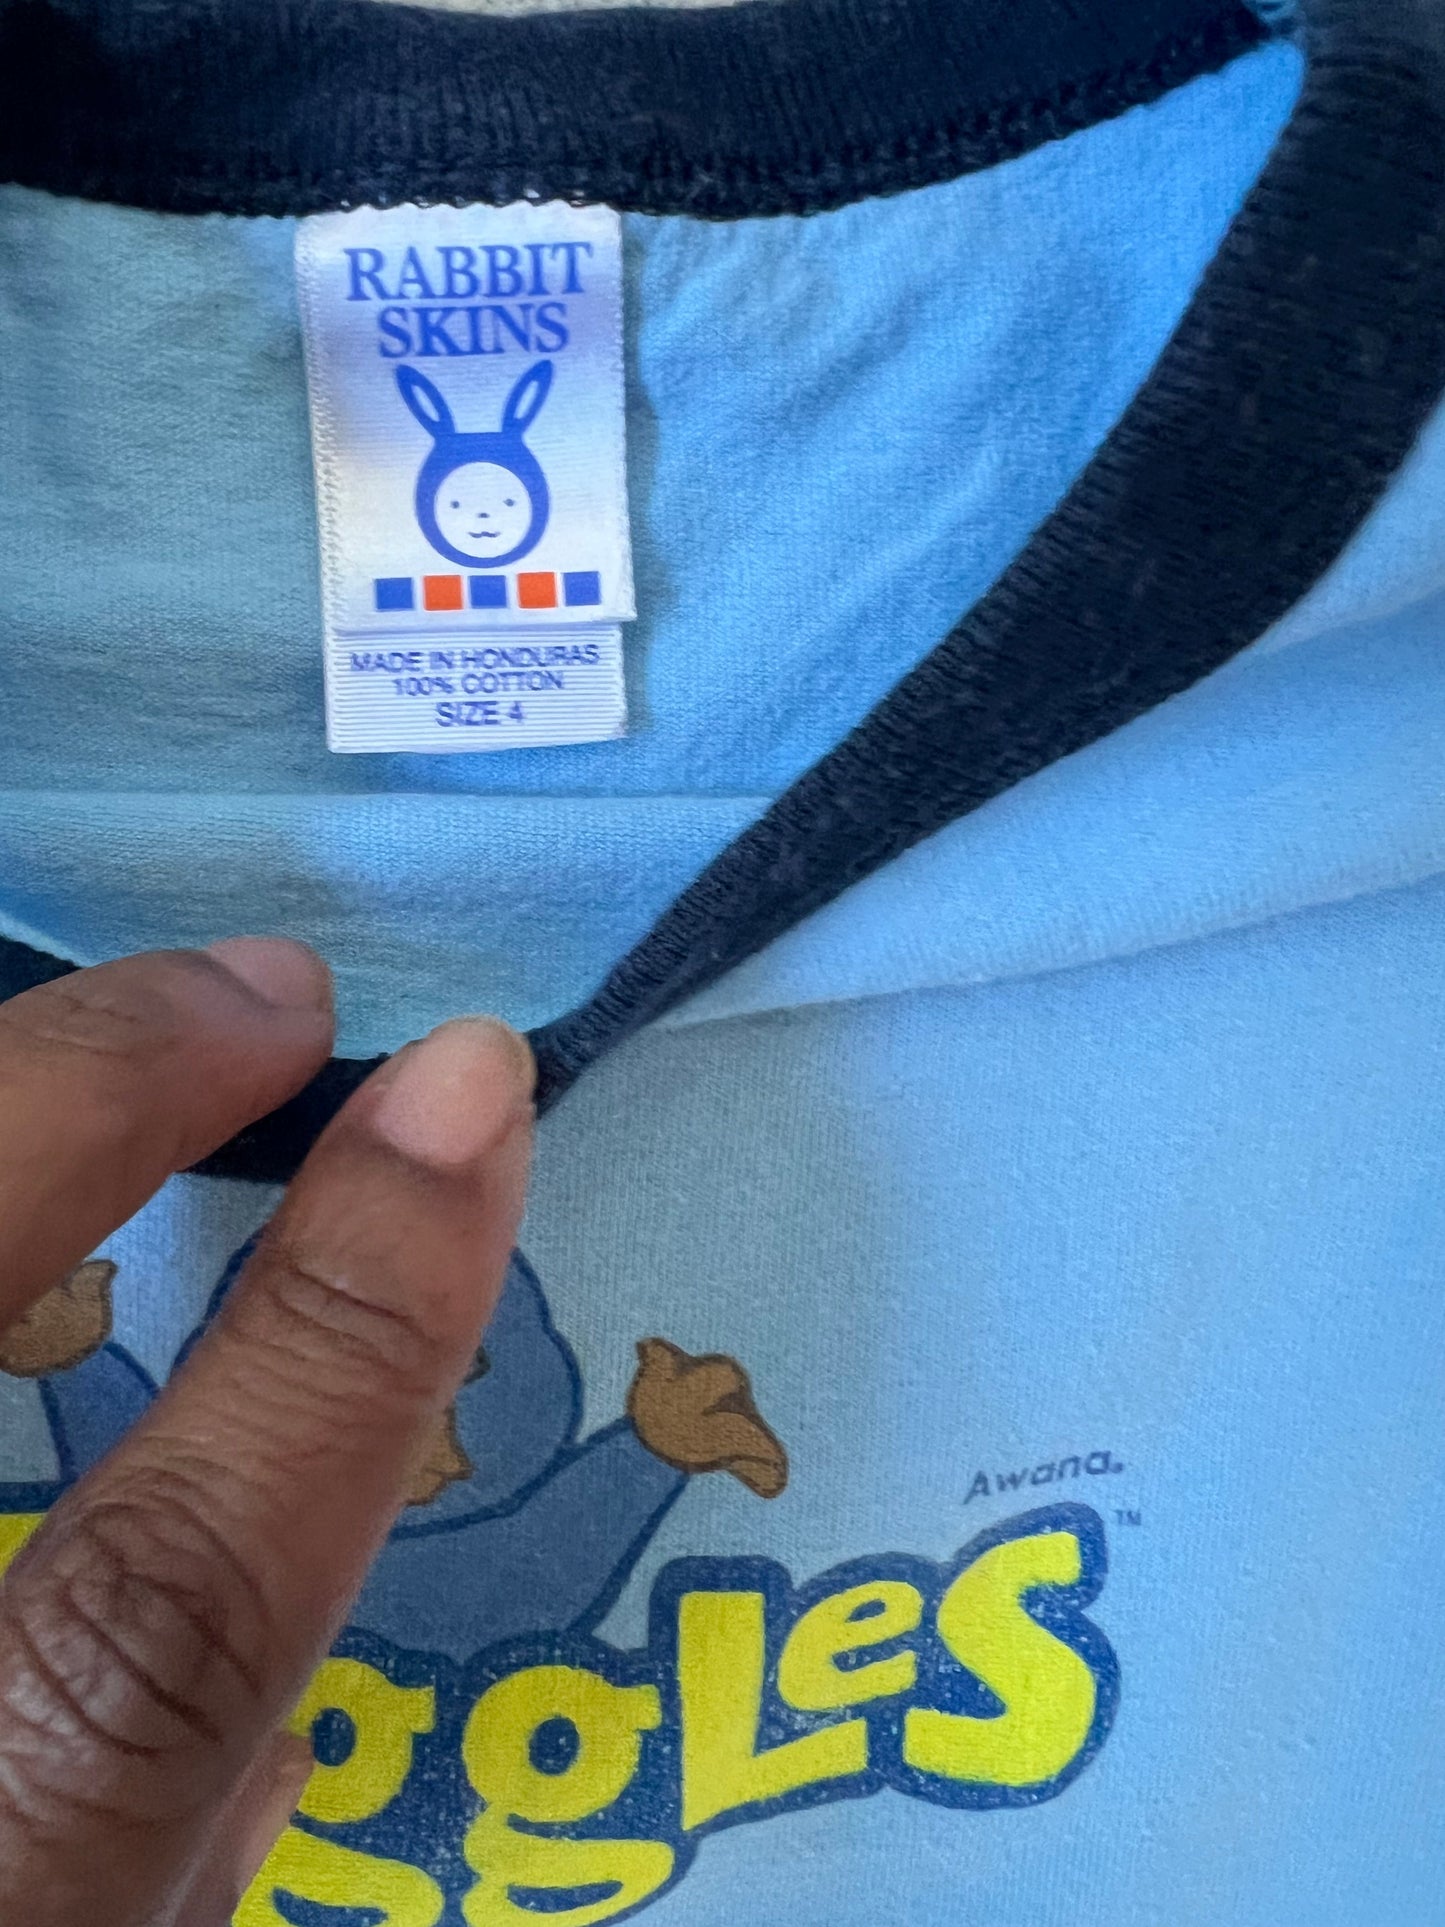 RABBIT
SKINS
MADE IN HONDURAS
100% COTTON
SIZE 4
Awana.
TM
ggLeS